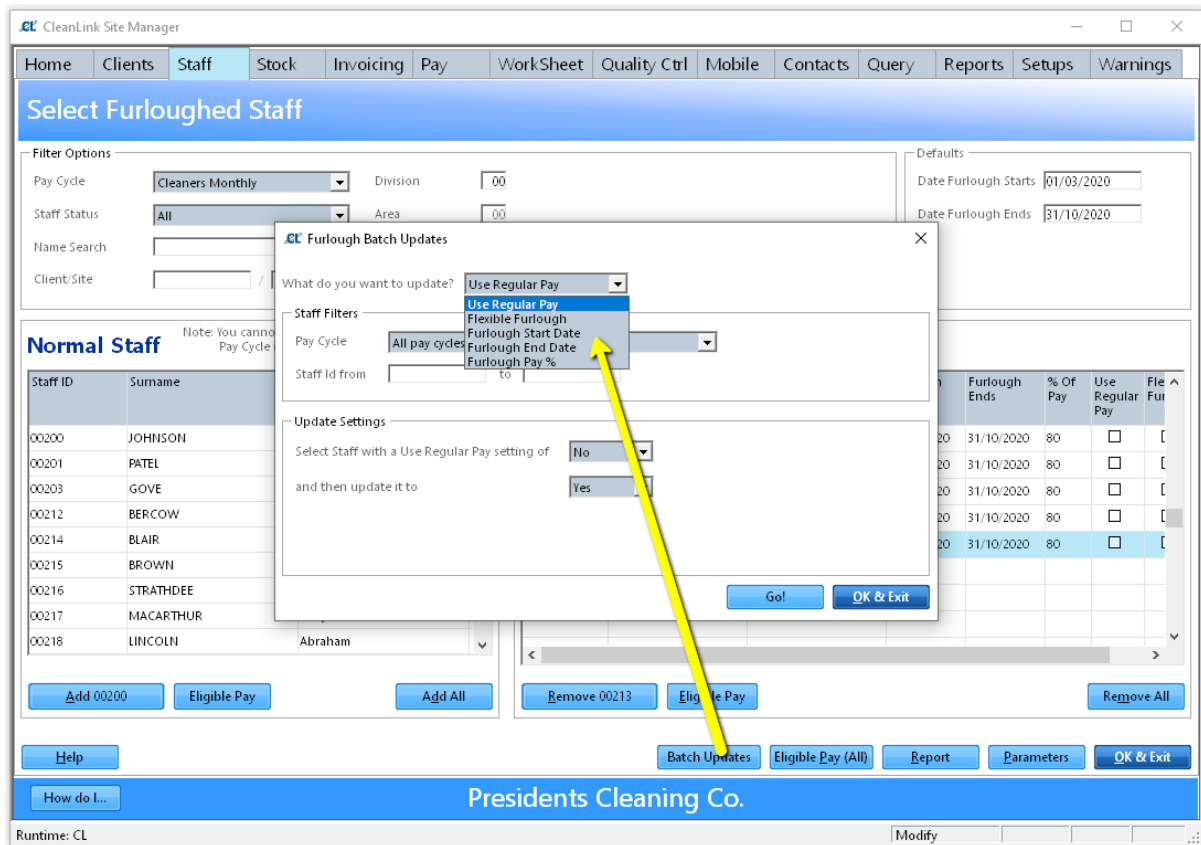 CL CleanLink Site Manager
Home Clients Staff Stock Invoicing Pay WorkSheet Quality Ctrl Mobile Contacts Query Reports Setups Warnings
Select Furloughed Staff
Filter Options
Pay Cycle Cleaners Monthly Division 00
Staff Status All Area 00
Name Search
Client/Site /
Defaults
Date Furlough Starts 01/03/2020
Date Furlough Ends 31/10/2020
CL Furlough Batch Updates
What do you want to update? Use Regular Pay
Use Regular Pay
Flexible Furlough
Furlough Start Date
Furlough End Date
Furlough Pay %
Staff Filters
Pay Cycle All pay cycles
Staff Id from to
Update Settings
Select Staff with a Use Regular Pay setting of No
and then update it to Yes
Go! OK & Exit
Normal Staff
Note: You
Pay Cycle
Staff ID Surname
00200 JOHNSON
00201 PATEL
00203 GOVE
00212 BERCOW
00214 BLAIR
00215 BROWN
00216 STRATHDEE
00217 MACARTHUR
00218 LINCOLN Abraham
Furlough Ends % Of Pay Use Regular Pay
20 31/10/2020 80
20 31/10/2020 80
20 31/10/2020 80
20 31/10/2020 80
20 31/10/2020 80
Add 00200 Eligible Pay Add All
Remove 00213 Eligible Pay Remove All
Help Batch Updates Eligible Pay (All) Report Parameters OK & Exit
How do I... Presidents Cleaning Co.
Runtime: CL Modify